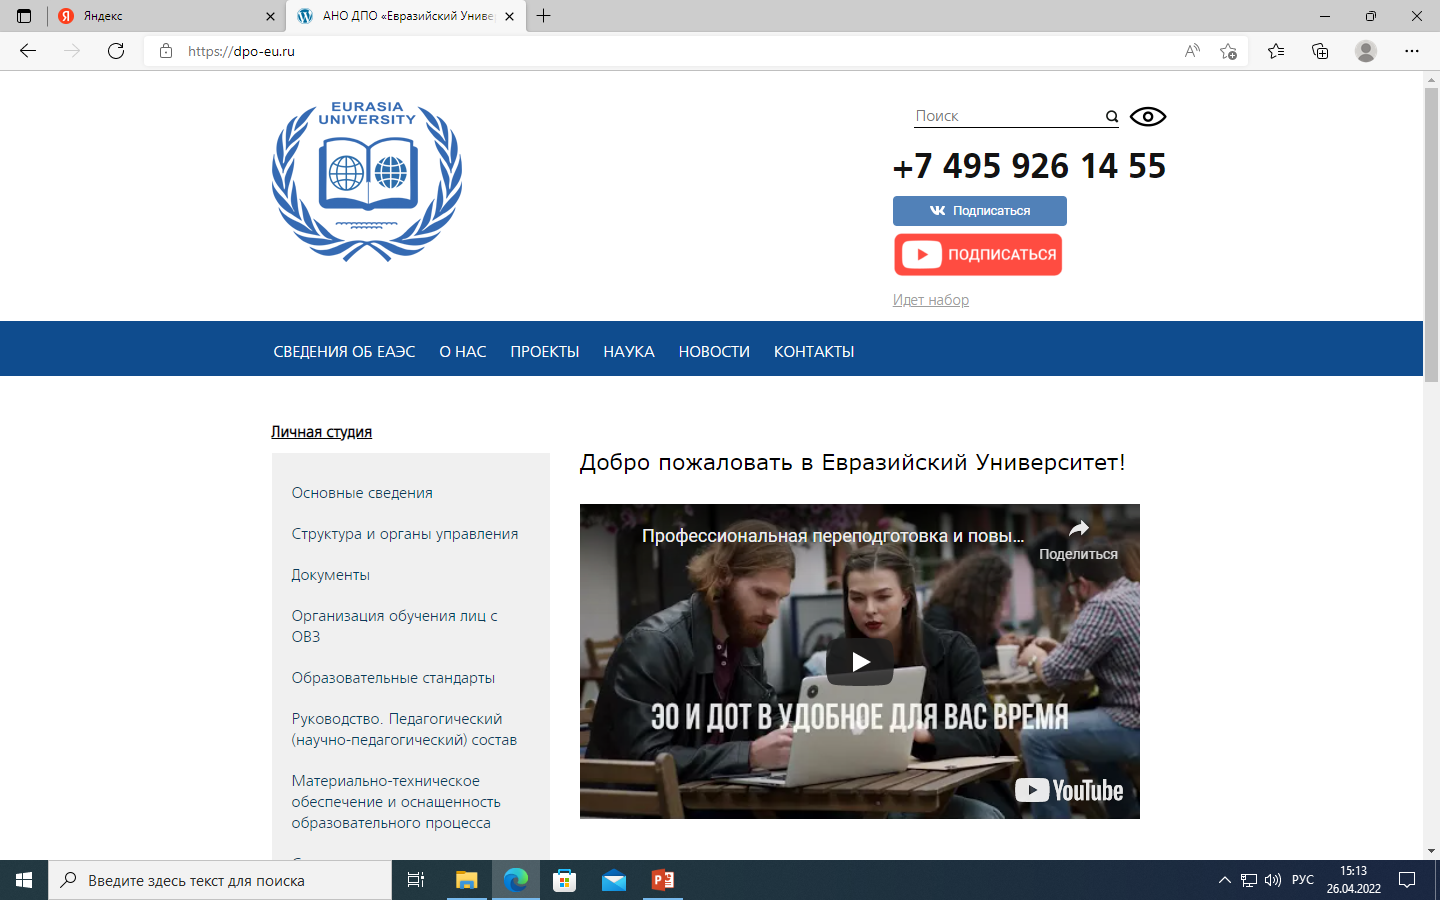 Яндекс
АНО ДПО «Евразийский Универ
https://dpo-eu.ru
EURASIA
UNIVERSITY
Поиск
+7 495 926 14 55
Подписаться
ПОДПИСАТЬСЯ
Идет набор
СВЕДЕНИЯ ОБ ЕАЭС О НАС ПРОЕКТЫ НАУКА НОВОСТИ КОНТАКТЫ
Личная студия
Основные сведения
Структура и органы управления
Документы
Организация обучения лиц с
ОВЗ
Образовательные стандарты
Руководство. Педагогический
(научно-педагогический) состав
Материально-техническое
обеспечение и оснащенность
образовательного процесса
Добро пожаловать в Евразийский Университет!
Профессиональная переподготовка и повы...
Поделиться
ЭО И ДОТ В УДОБНОЕ ДЛЯ ВАС ВРЕМЯ
YouTube
Введите здесь текст для поиска
РУС
15:13
26.04.2022